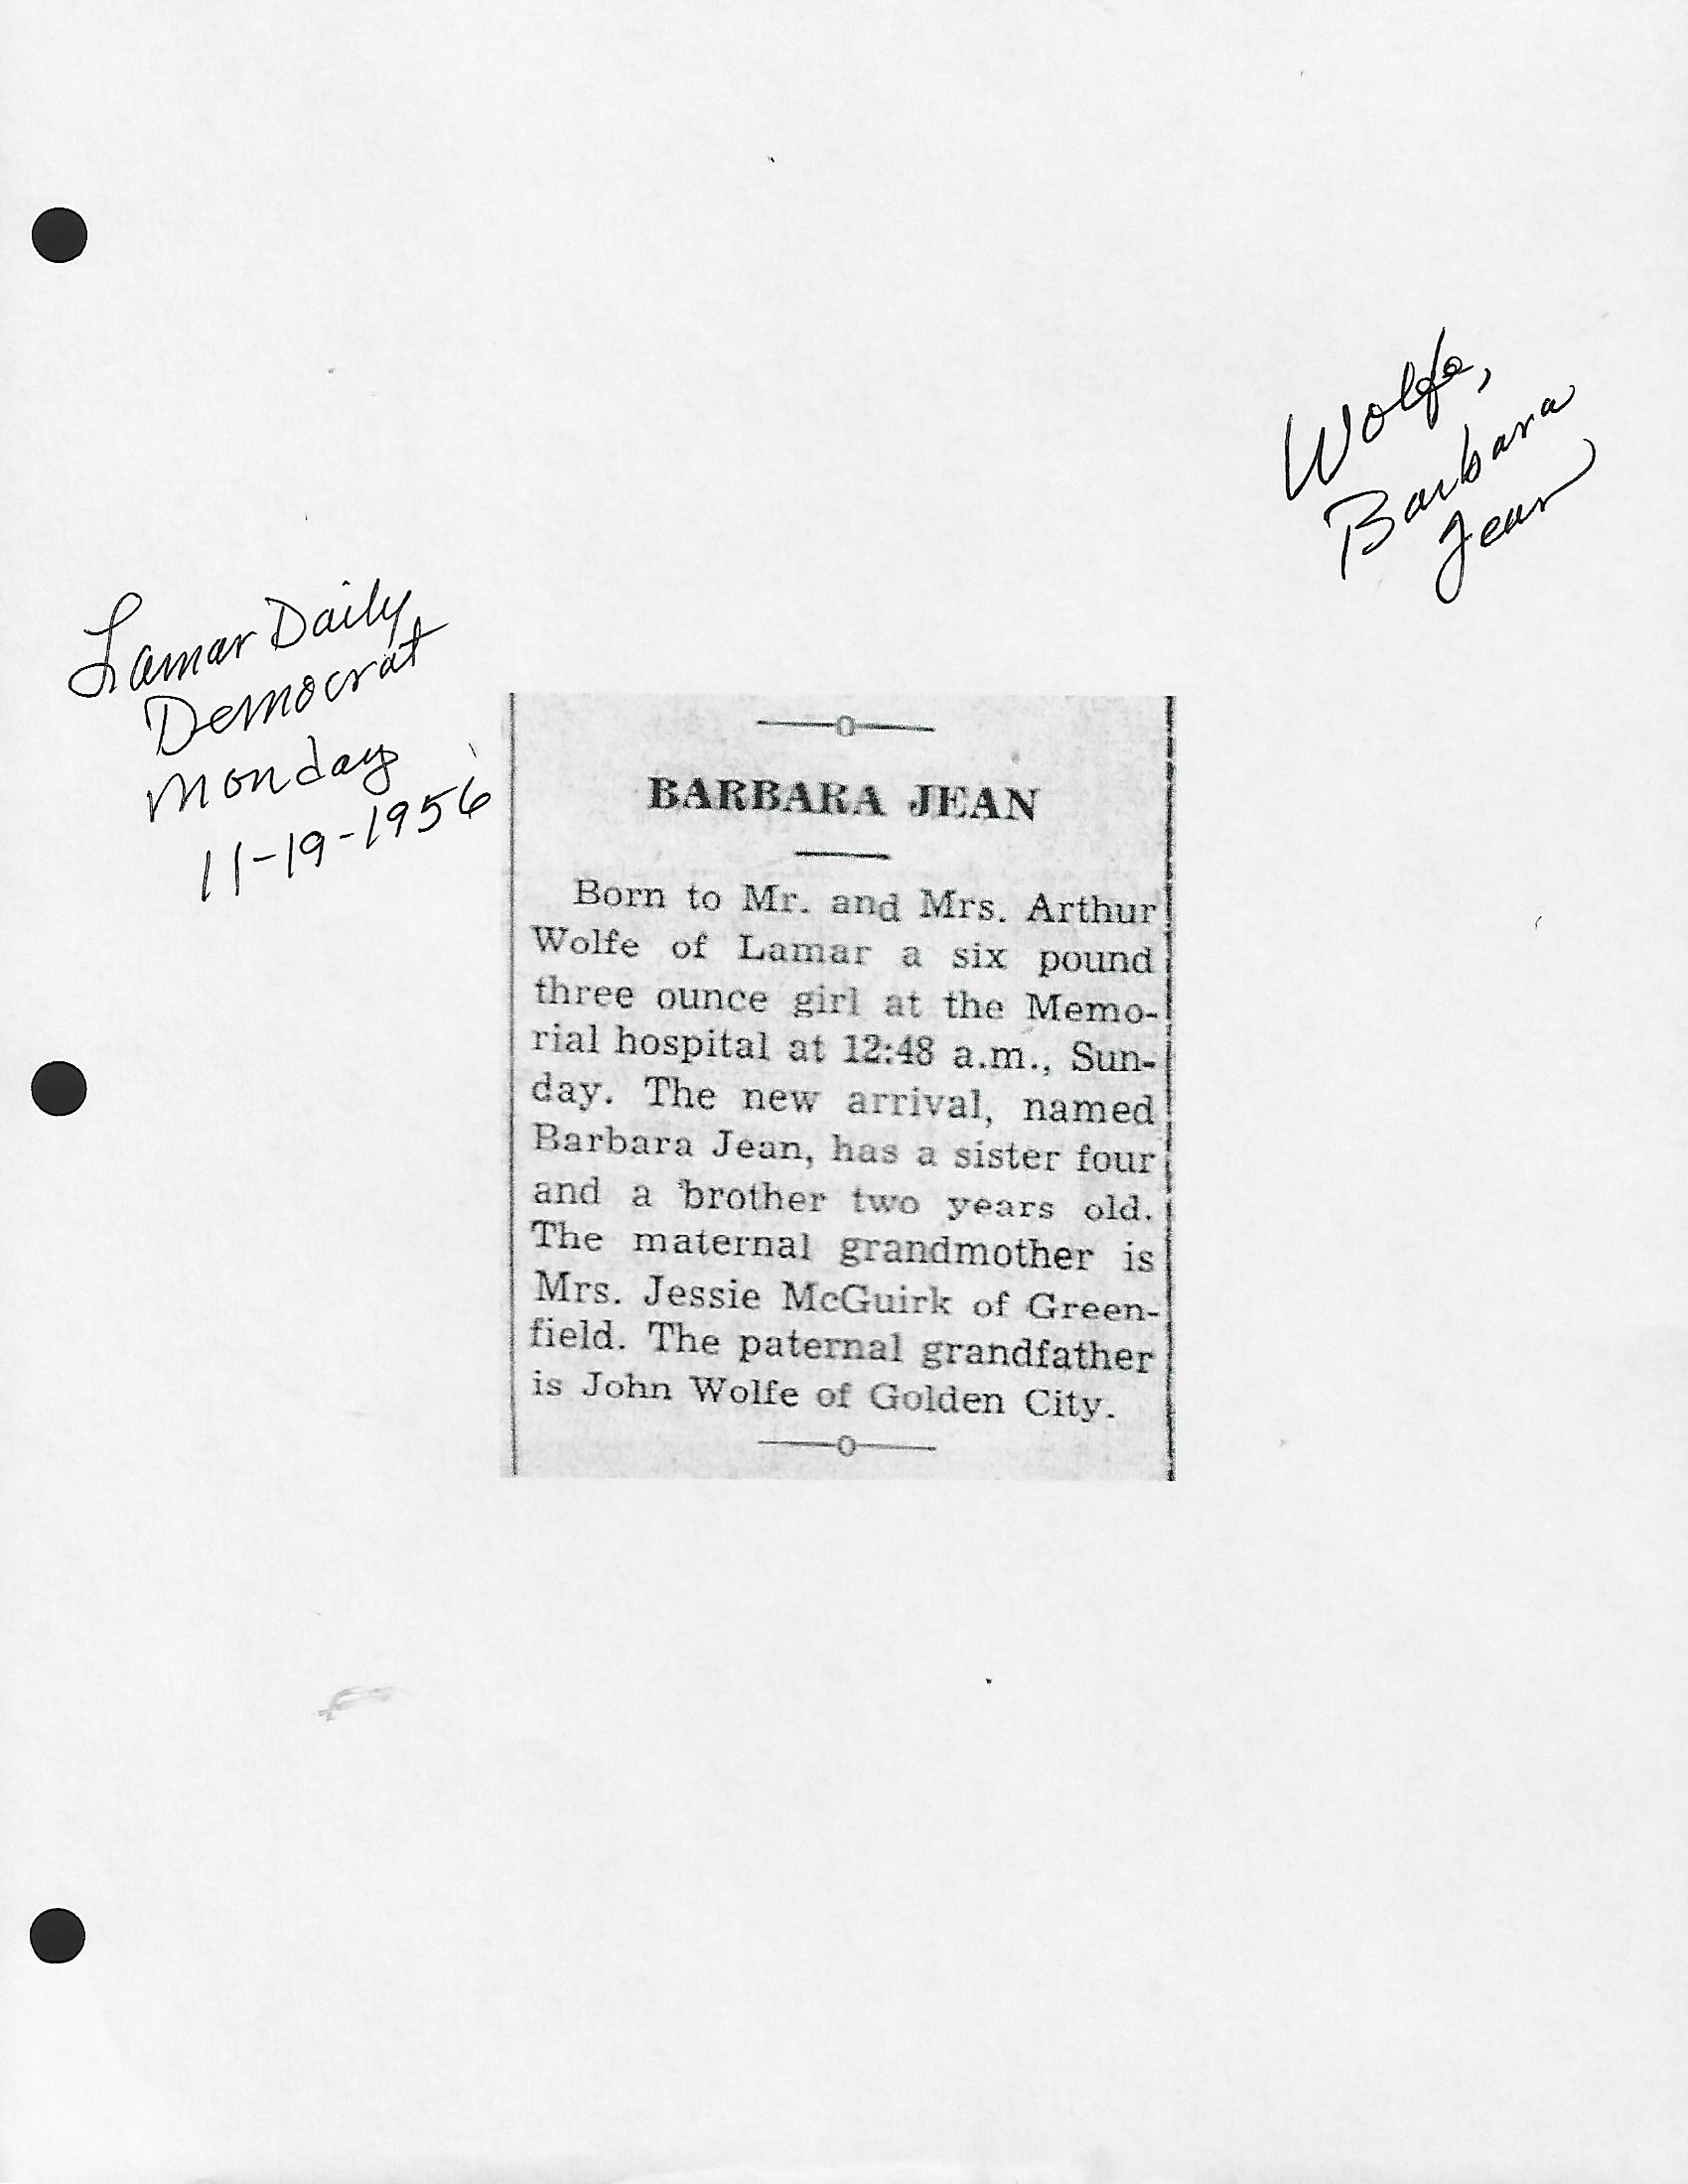 Wolfe,
Barbara
Jean
Lamar Daily
Democrat
Monday
11-19-1956
BARBARA JEAN
Born to Mr. and Mrs. Arthur
Wolfe of Lamar a six pound
three ounce girl at the Memo-
rial hospital at 12:48 a.m., Sun-
day. The new arrival, named
Barbara Jean, has a sister four
and a brother two years old.
The maternal grandmother is
Mrs. Jessie McGuirk of Green-
field. The paternal grandfather
is John Wolfe of Golden City.